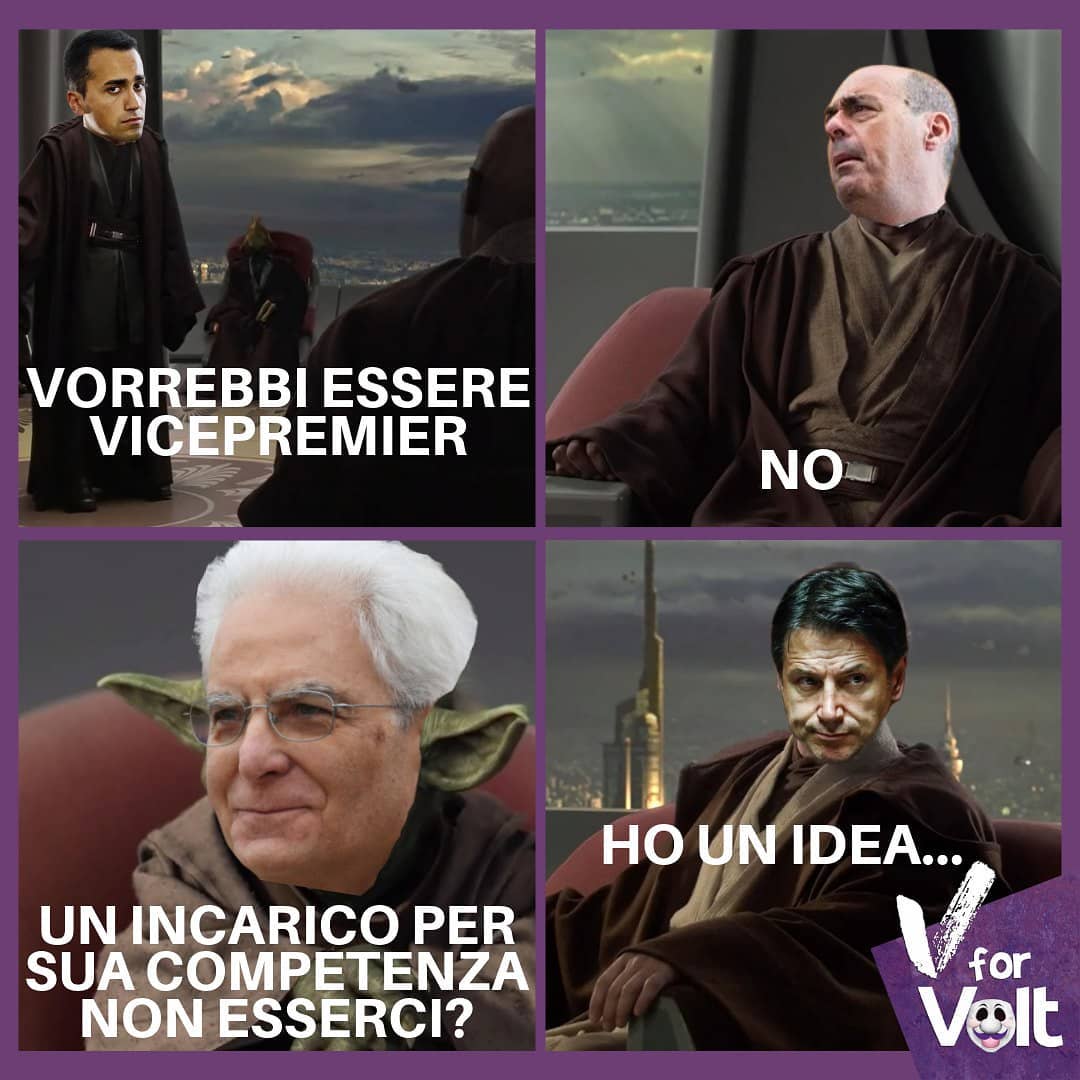 VORREBBI ESSERE
VICEPREMIER
NO
UN INCARICO PER
SUA COMPETENZA
NON ESSERCI?
HO UN IDEA...
V for
Volt